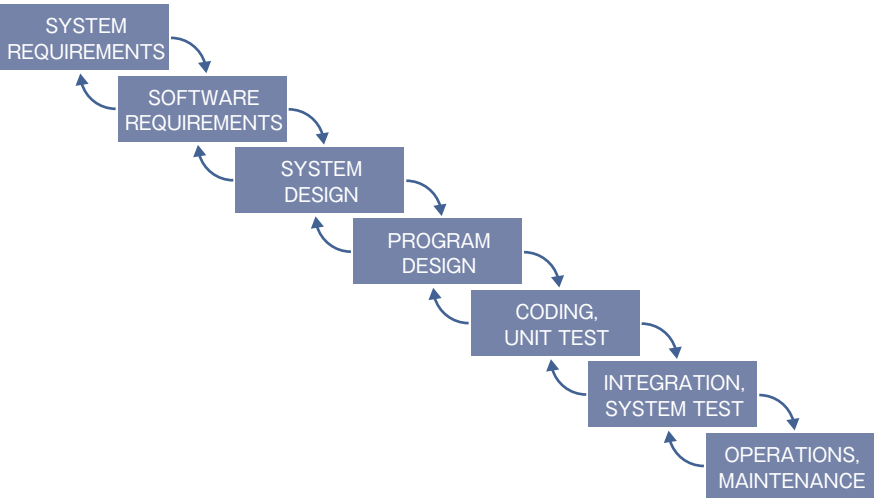 SYSTEM
REQUIREMENTS
SOFTWARE
REQUIREMENTS
SYSTEM
DESIGN
PROGRAM
DESIGN
CODING,
UNIT TEST
INTEGRATION,
SYSTEM TEST
OPERATIONS,
MAINTENANCE